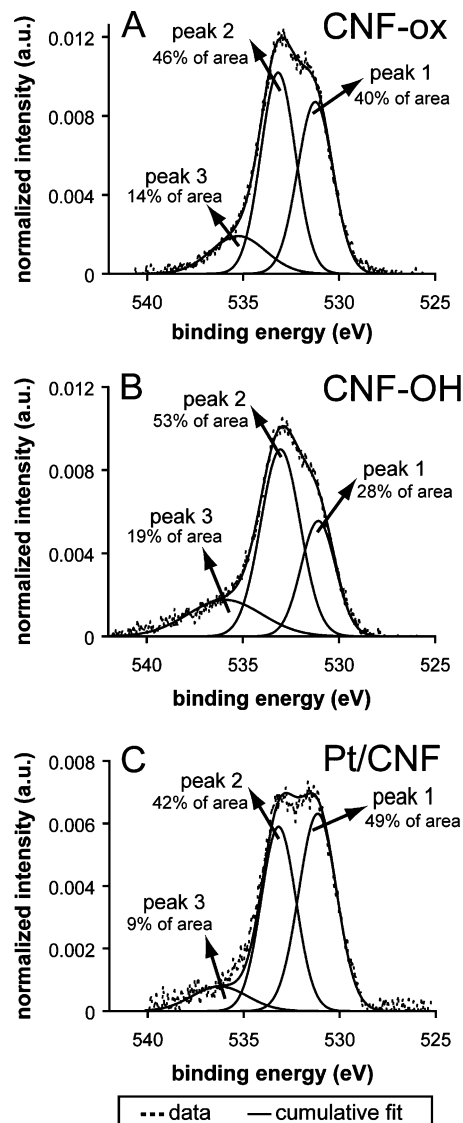 A
CNF-ox
peak 2
46% of area
peak 1
40% of area
peak 3
14% of area
normalized intensity (a.u.)
0.012
0.008
0.004
0
540
535
530
525
binding energy (eV)
B
CNF-OH
peak 2
53% of area
peak 1
28% of area
peak 3
19% of area
normalized intensity (a.u.)
0.012
0.008
0.004
0
540
535
530
525
binding energy (eV)
C
Pt/CNF
peak 2
42% of area
peak 1
49% of area
peak 3
9% of area
normalized intensity (a.u.)
0.008
0.006
0.004
0.002
0
540
535
530
525
binding energy (eV)
data
cumulative fit